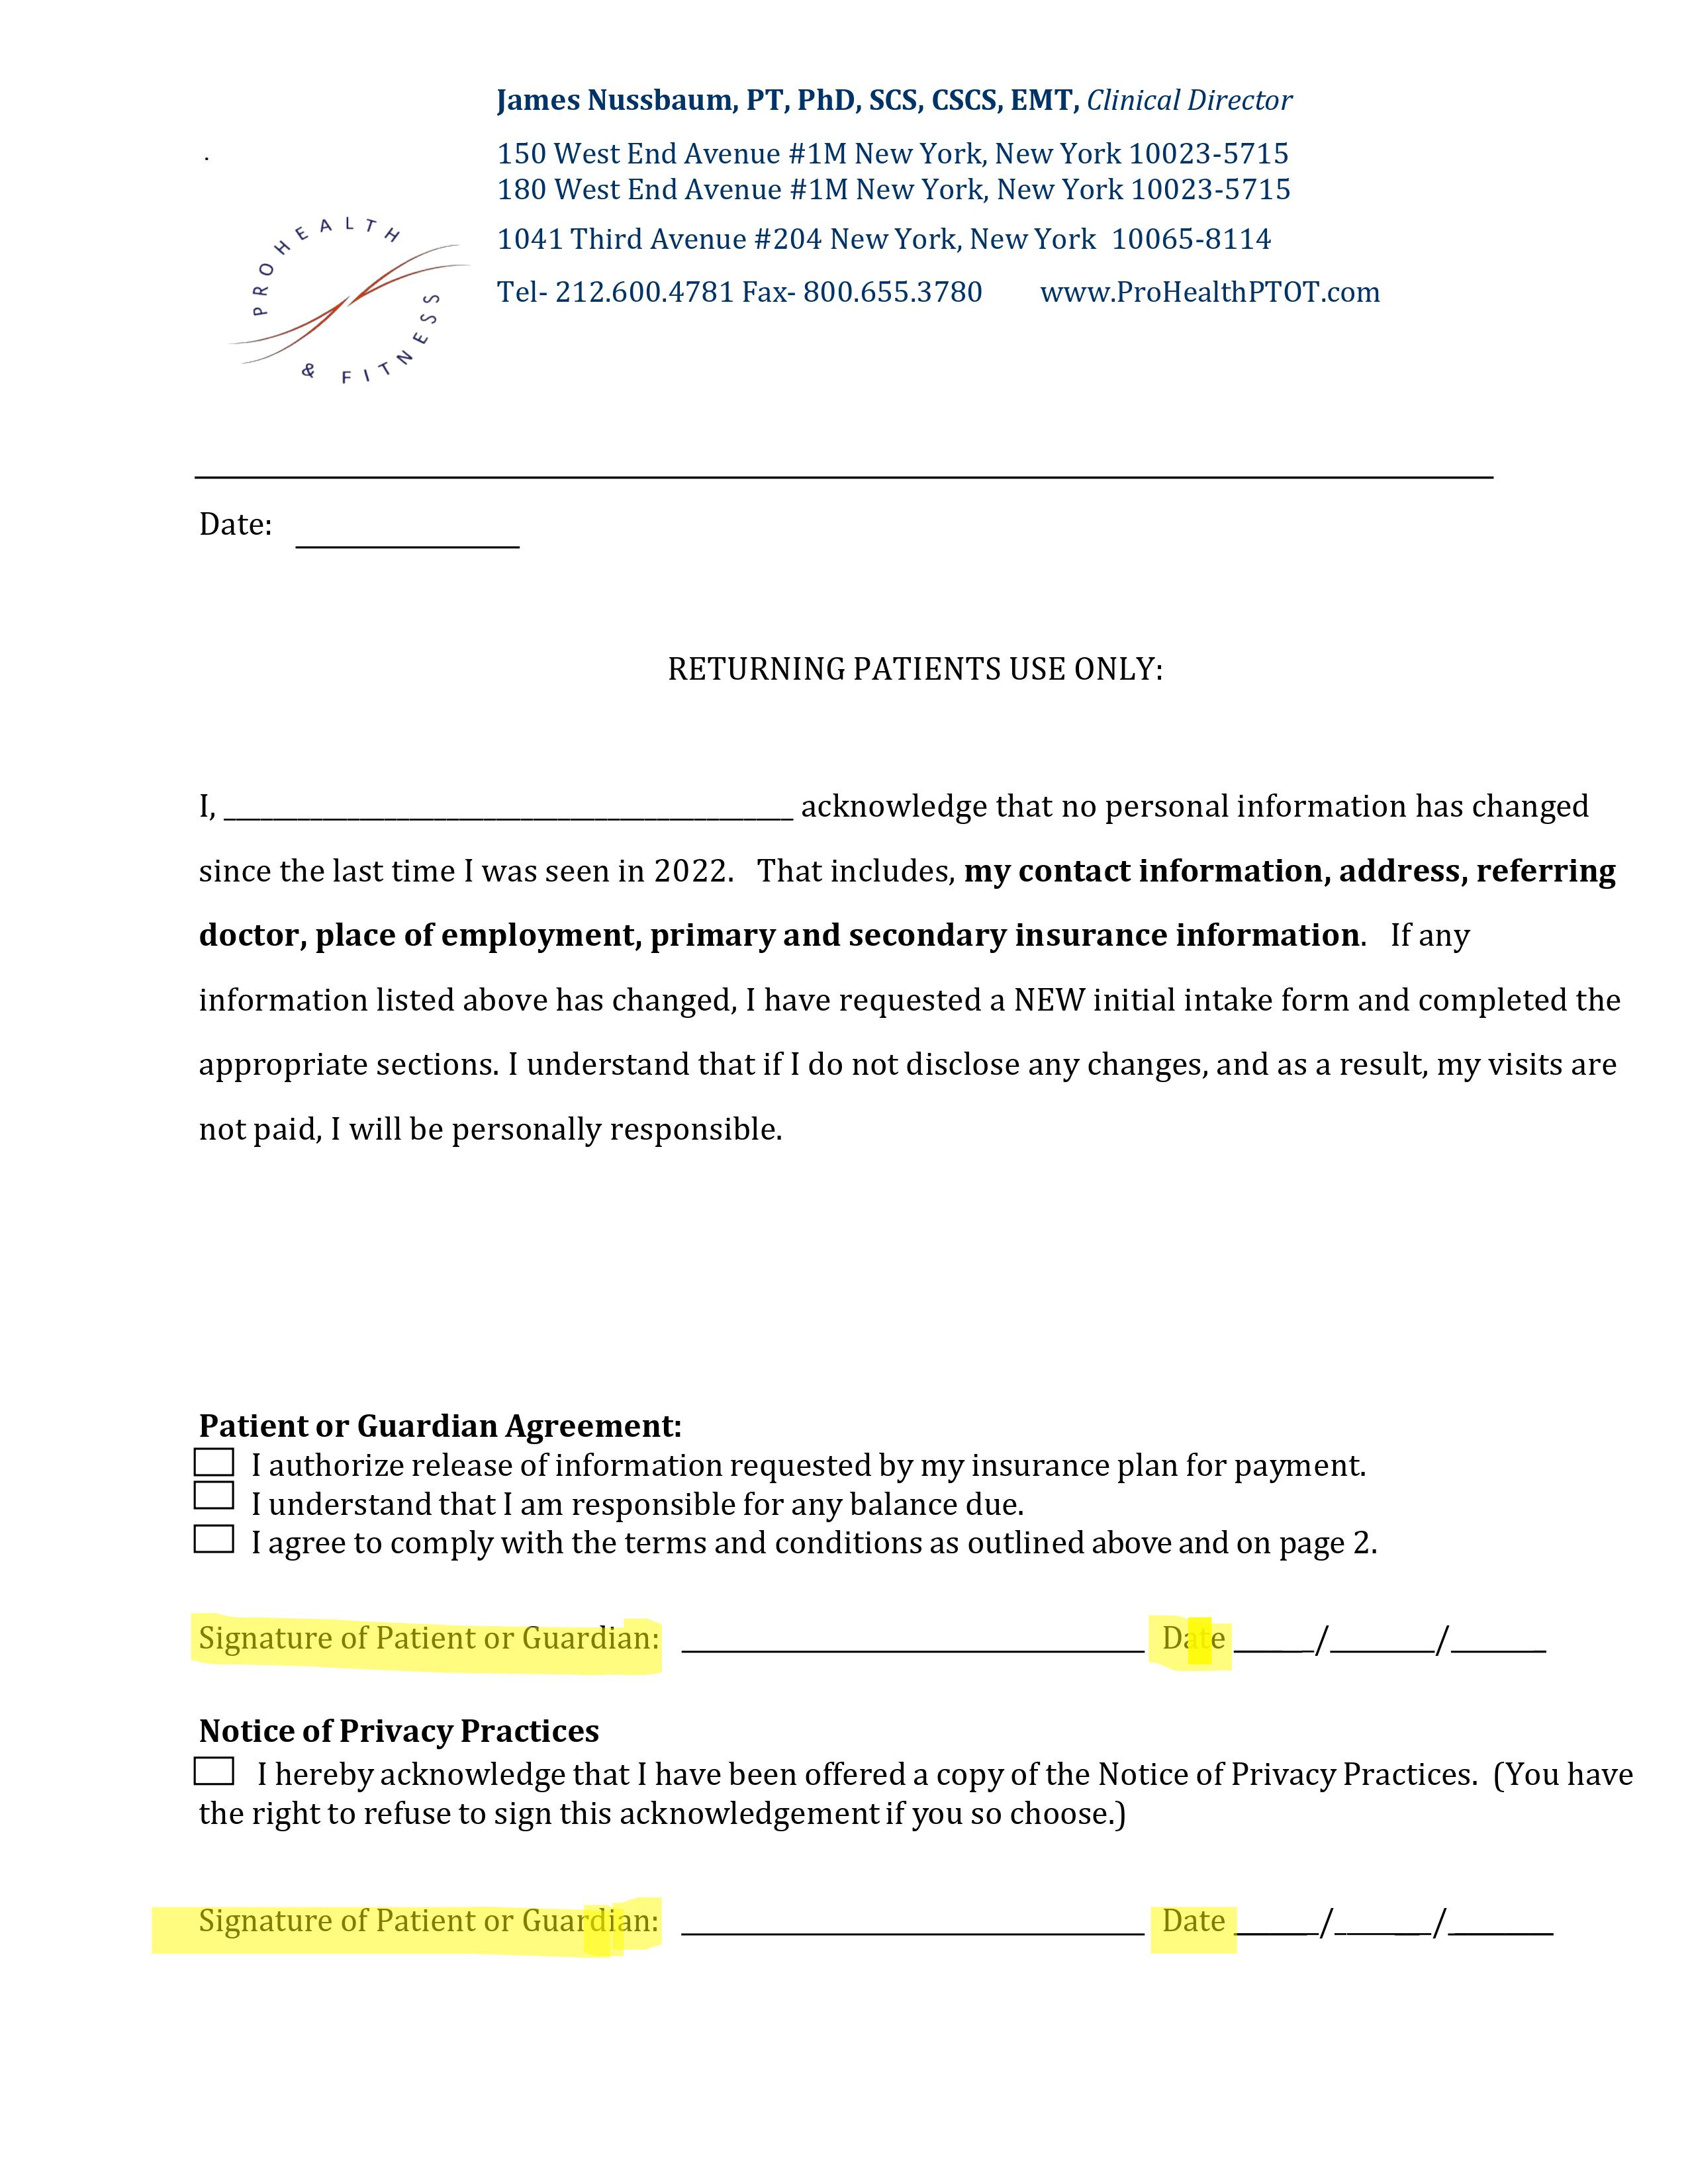 James Nussbaum, PT, PhD, SCS, CSCS, EMT, Clinical Director
150 West End Avenue #1M New York, New York 10023-5715
180 West End Avenue #1M New York, New York 10023-5715
1041 Third Avenue #204 New York, New York 10065-8114
Tel- 212.600.4781 Fax- 800.655.3780 www.ProHealthPTOT.com
PROHEALTH
& FITNESS
Date: ______________
RETURNING PATIENTS USE ONLY:
I, ______________________________________ acknowledge that no personal information has changed
since the last time I was seen in 2022. That includes, my contact information, address, referring
doctor, place of employment, primary and secondary insurance information. If any
information listed above has changed, I have requested a NEW initial intake form and completed the
appropriate sections. I understand that if I do not disclose any changes, and as a result, my visits are
not paid, I will be personally responsible.
Patient or Guardian Agreement:
I authorize release of information requested by my insurance plan for payment.
I understand that I am responsible for any balance due.
I agree to comply with the terms and conditions as outlined above and on page 2.
Signature of Patient or Guardian: ______________________________ Date _____/_______/______
Notice of Privacy Practices
I hereby acknowledge that I have been offered a copy of the Notice of Privacy Practices. (You have
the right to refuse to sign this acknowledgement if you so choose.)
Signature of Patient or Guardian: ______________________________ Date _____/______/_______